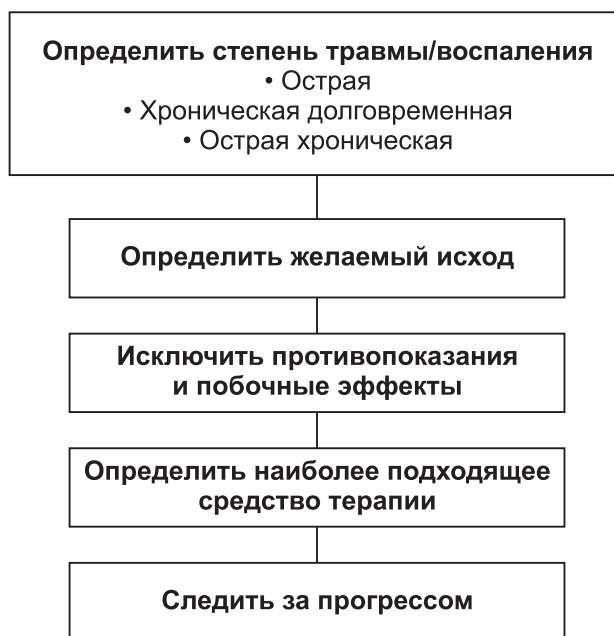 Определить степень травмы/воспаления
• Острая
• Хроническая долговременная
• Острая хроническая
Определить желаемый исход
Исключить противопоказания
и побочные эффекты
Определить наиболее подходящее
средство терапии
Следить за прогрессом